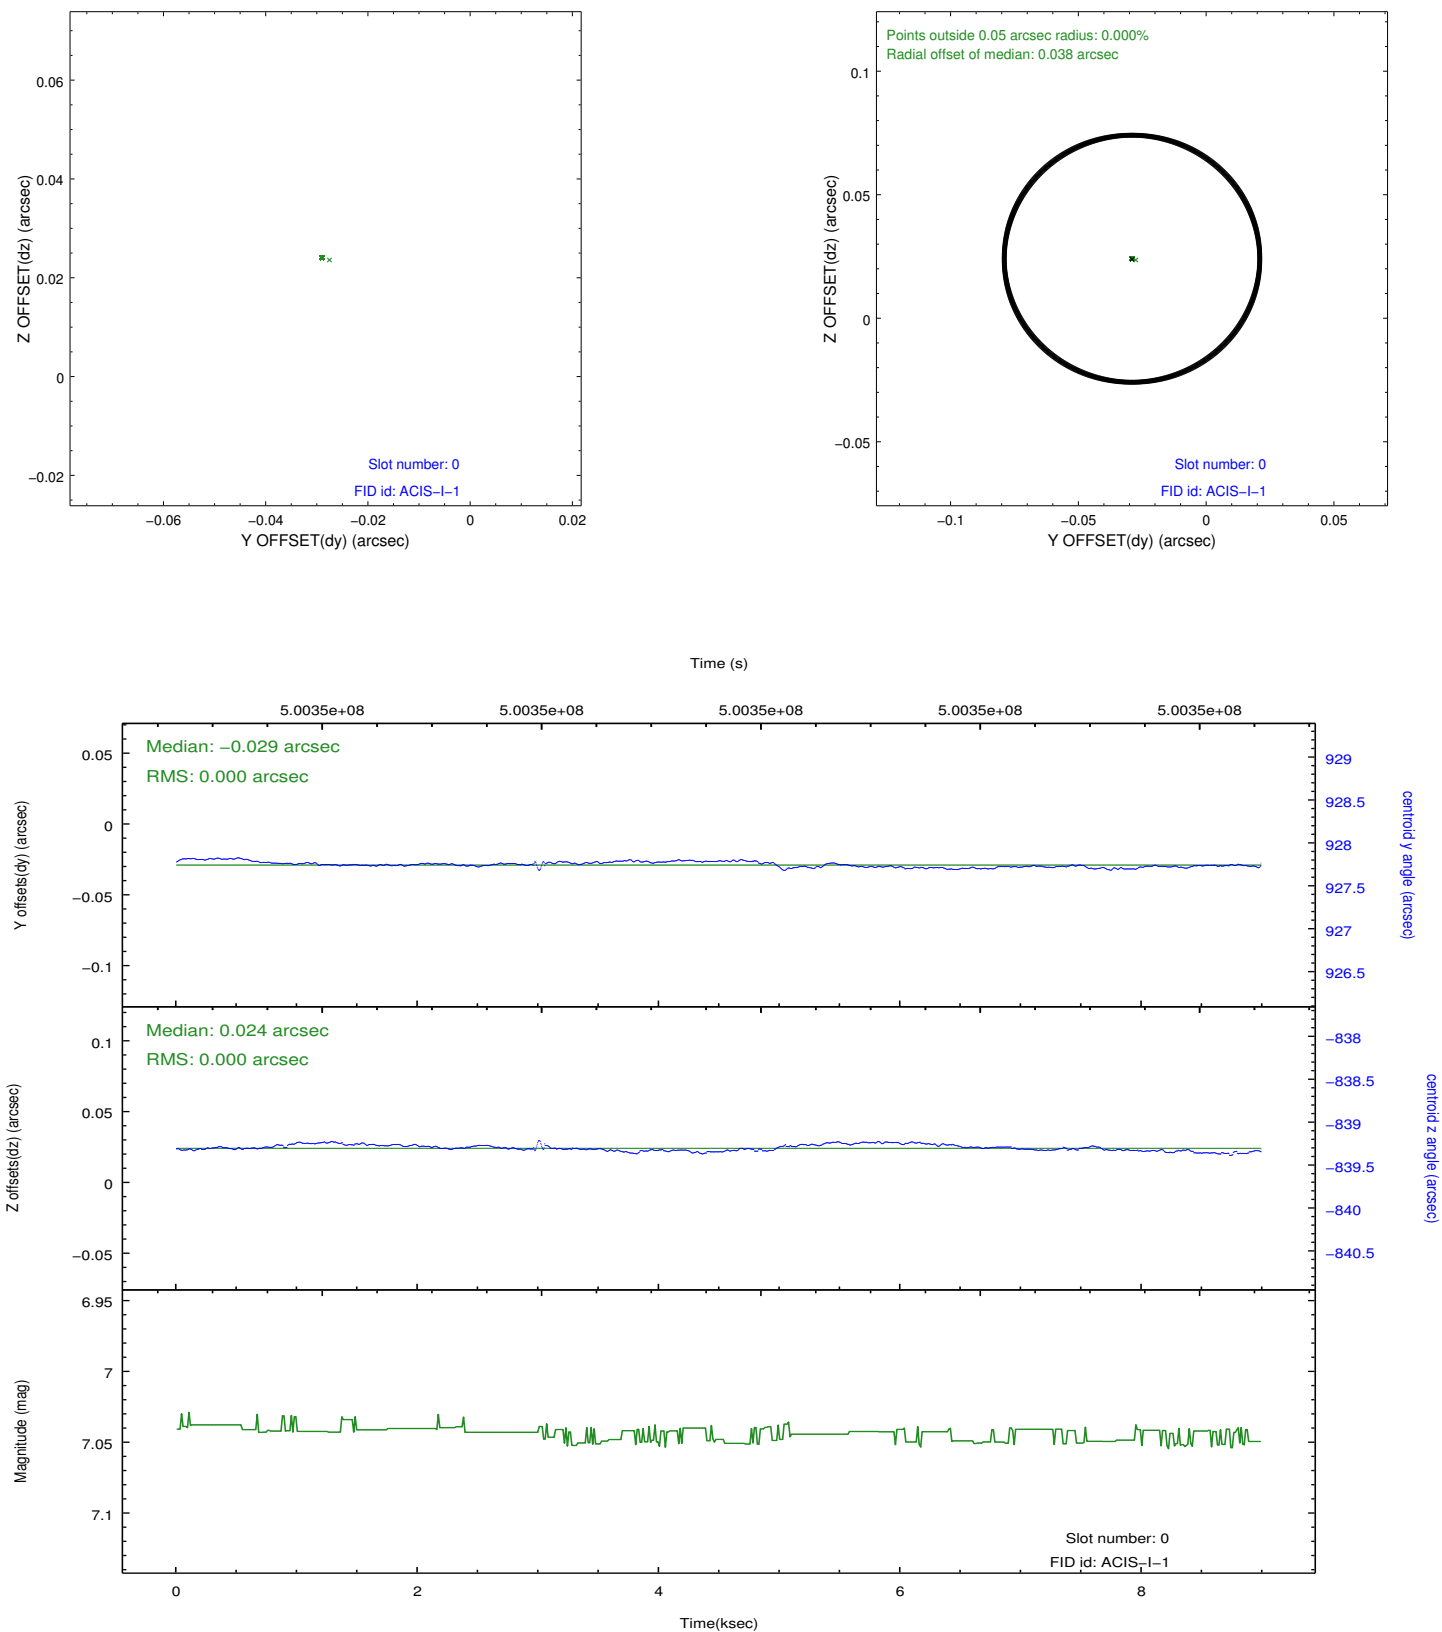 0.06
0.04
0.02
0
−0.02
Z OFFSET(dz) (arcsec)
Slot number: 0
FID id: ACIS−I−1
−0.06
−0.04
−0.02
0
0.02
Y OFFSET(dy) (arcsec)
Points outside 0.05 arcsec radius: 0.000%
Radial offset of median: 0.038 arcsec
0.1
0.05
0
−0.05
Z OFFSET(dz) (arcsec)
Slot number: 0
FID id: ACIS−I−1
−0.1
−0.05
0
0.05
Y OFFSET(dy) (arcsec)
Time (s)
5.0035e+08
5.0035e+08
5.0035e+08
5.0035e+08
5.0035e+08
Median: −0.029 arcsec
RMS: 0.000 arcsec
0.05
0
−0.05
−0.1
Y offsets(dy) (arcsec)
929
928.5
928
927.5
927
926.5
centroid y angle (arcsec)
Median: 0.024 arcsec
RMS: 0.000 arcsec
0.1
0.05
0
−0.05
Z offsets(dz) (arcsec)
−838
−838.5
−839
−839.5
−840
−840.5
centroid z angle (arcsec)
6.95
7
7.05
7.1
Magnitude (mag)
Slot number: 0
FID id: ACIS−I−1
0
2
4
6
8
Time(ksec)